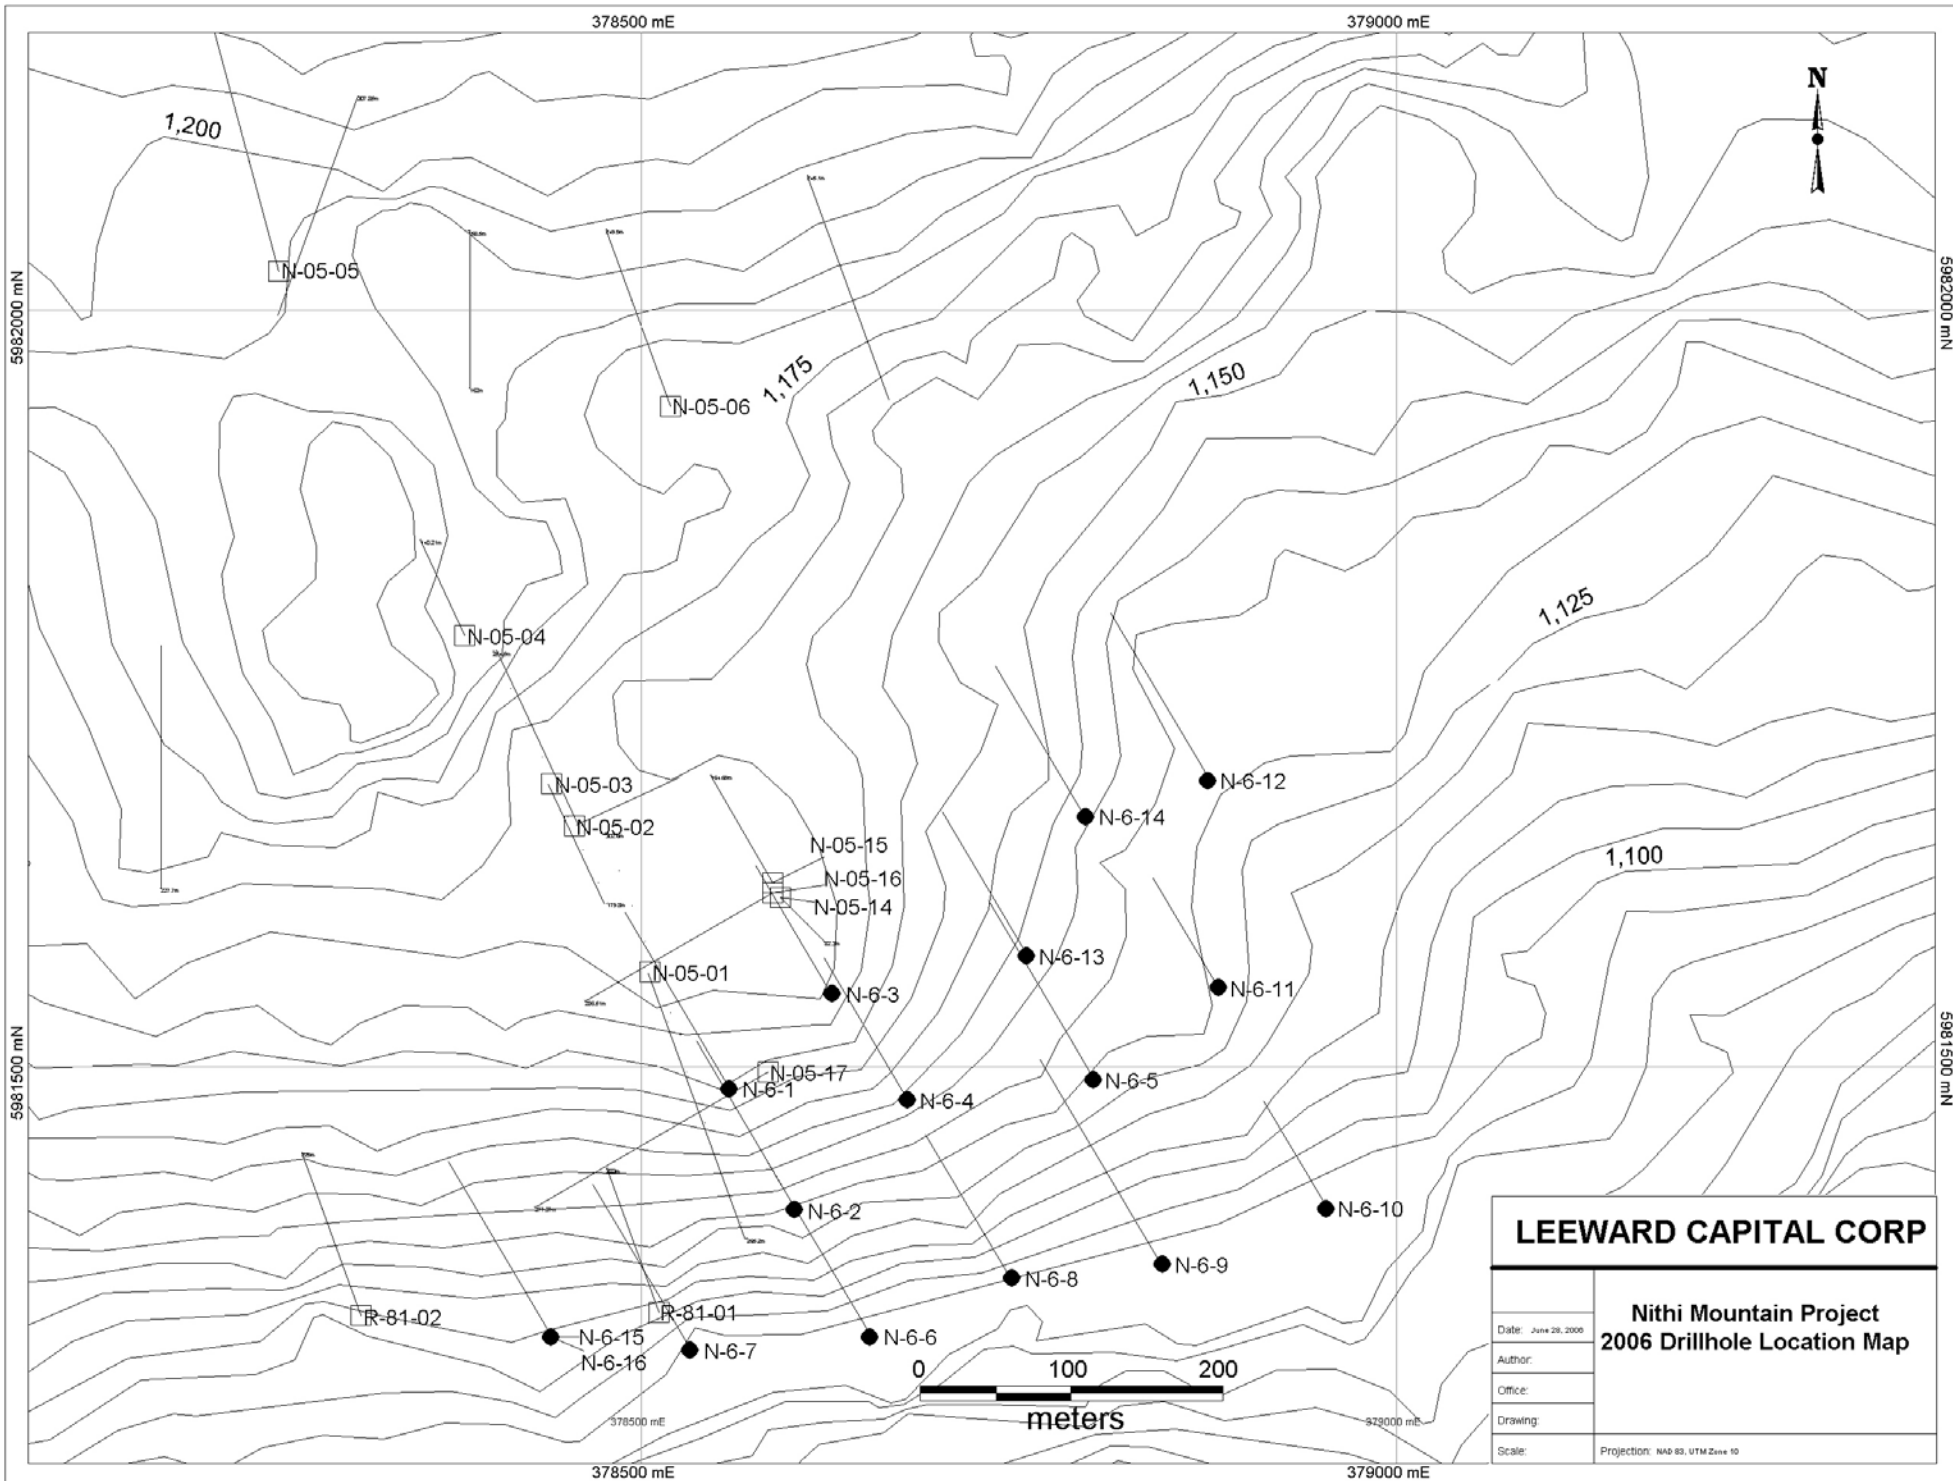 378500 mE
379000 mE
N
1,200
N-05-05
5982000 mN
5982000 mN
1,175
1,150
N-05-06
1,125
N-05-04
N-05-03
N-6-12
N-05-02
N-6-14
N-05-15
1,100
N-05-16
N-05-14
N-6-13
N-05-01
N-6-11
N-6-3
5981500 mN
5981500 mN
N-05-17
N-6-5
N-6-1
N-6-4
N-6-2
N-6-10
N-6-9
N-6-8
R-81-01
R-81-02
N-6-15
N-6-6
N-6-16
N-6-7
0 100 200
meters
LEEWARD CAPITAL CORP
Nithi Mountain Project
2006 Drillhole Location Map
Date: June 28, 2006
Author:
Office:
Drawing:
Scale:
Projection: NAD 83, UTM Zone 10
378500 mE
379000 mE
378500 mE
379000 mE